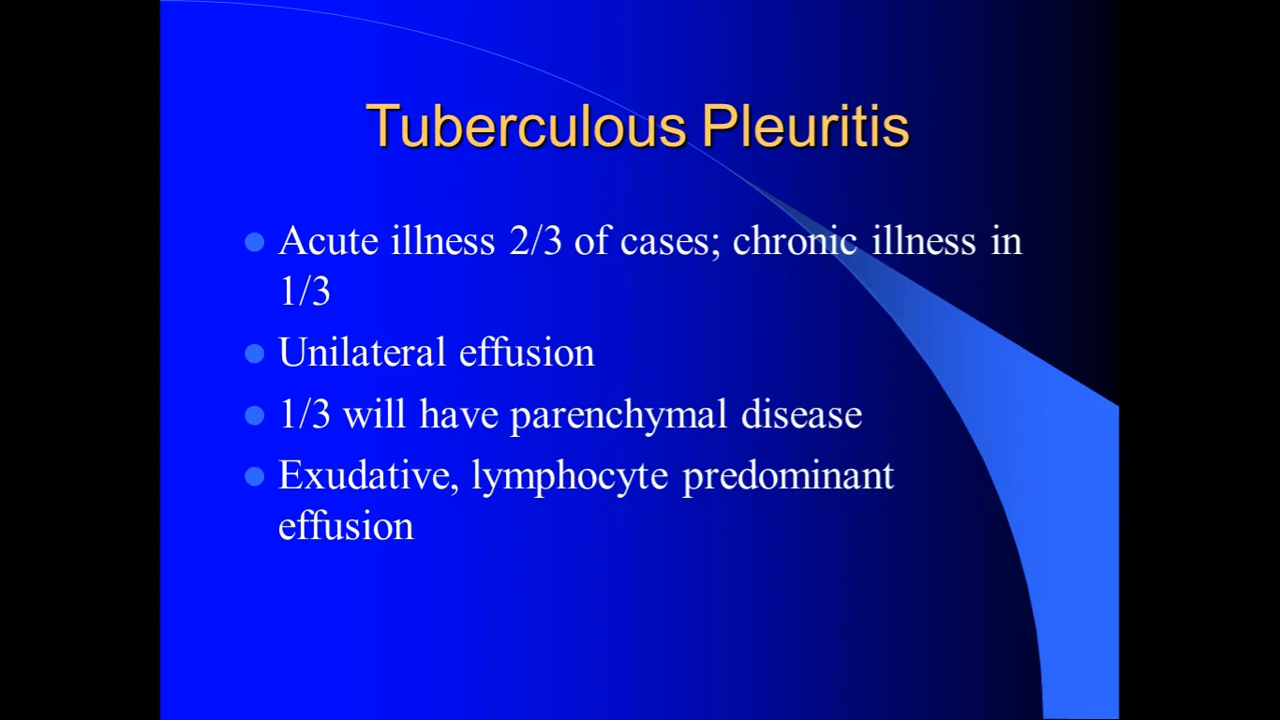 Tuberculous Pleuritis
Acute illness 2/3 of cases; chronic illness in
1/3
Unilateral effusion
1/3 will have parenchymal disease
Exudative, lymphocyte predominant
effusion